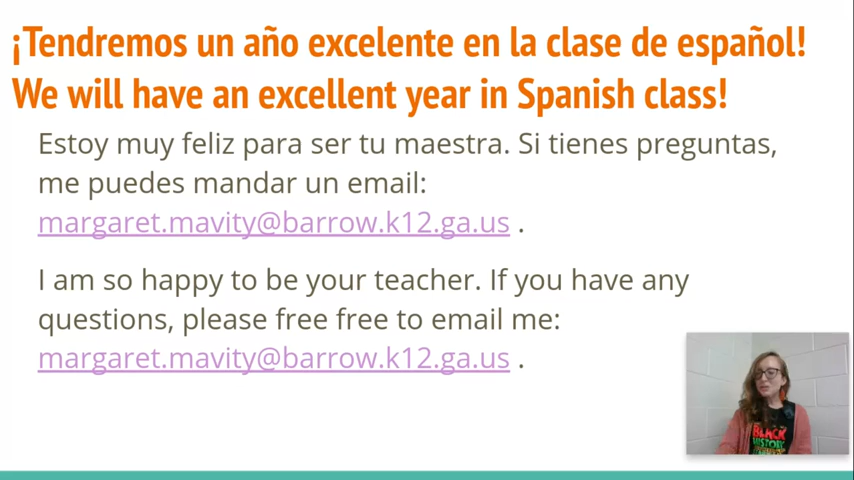 ¡Tendremos un año excelente en la clase de español!
We will have an excellent year in Spanish class!
Estoy muy feliz para ser tu maestra. Si tienes preguntas,
me puedes mandar un email:
margaret.mavity@barrow.k12.ga.us .
I am so happy to be your teacher. If you have any
questions, please free free to email me:
margaret.mavity@barrow.k12.ga.us .
BLACK
HISTORY